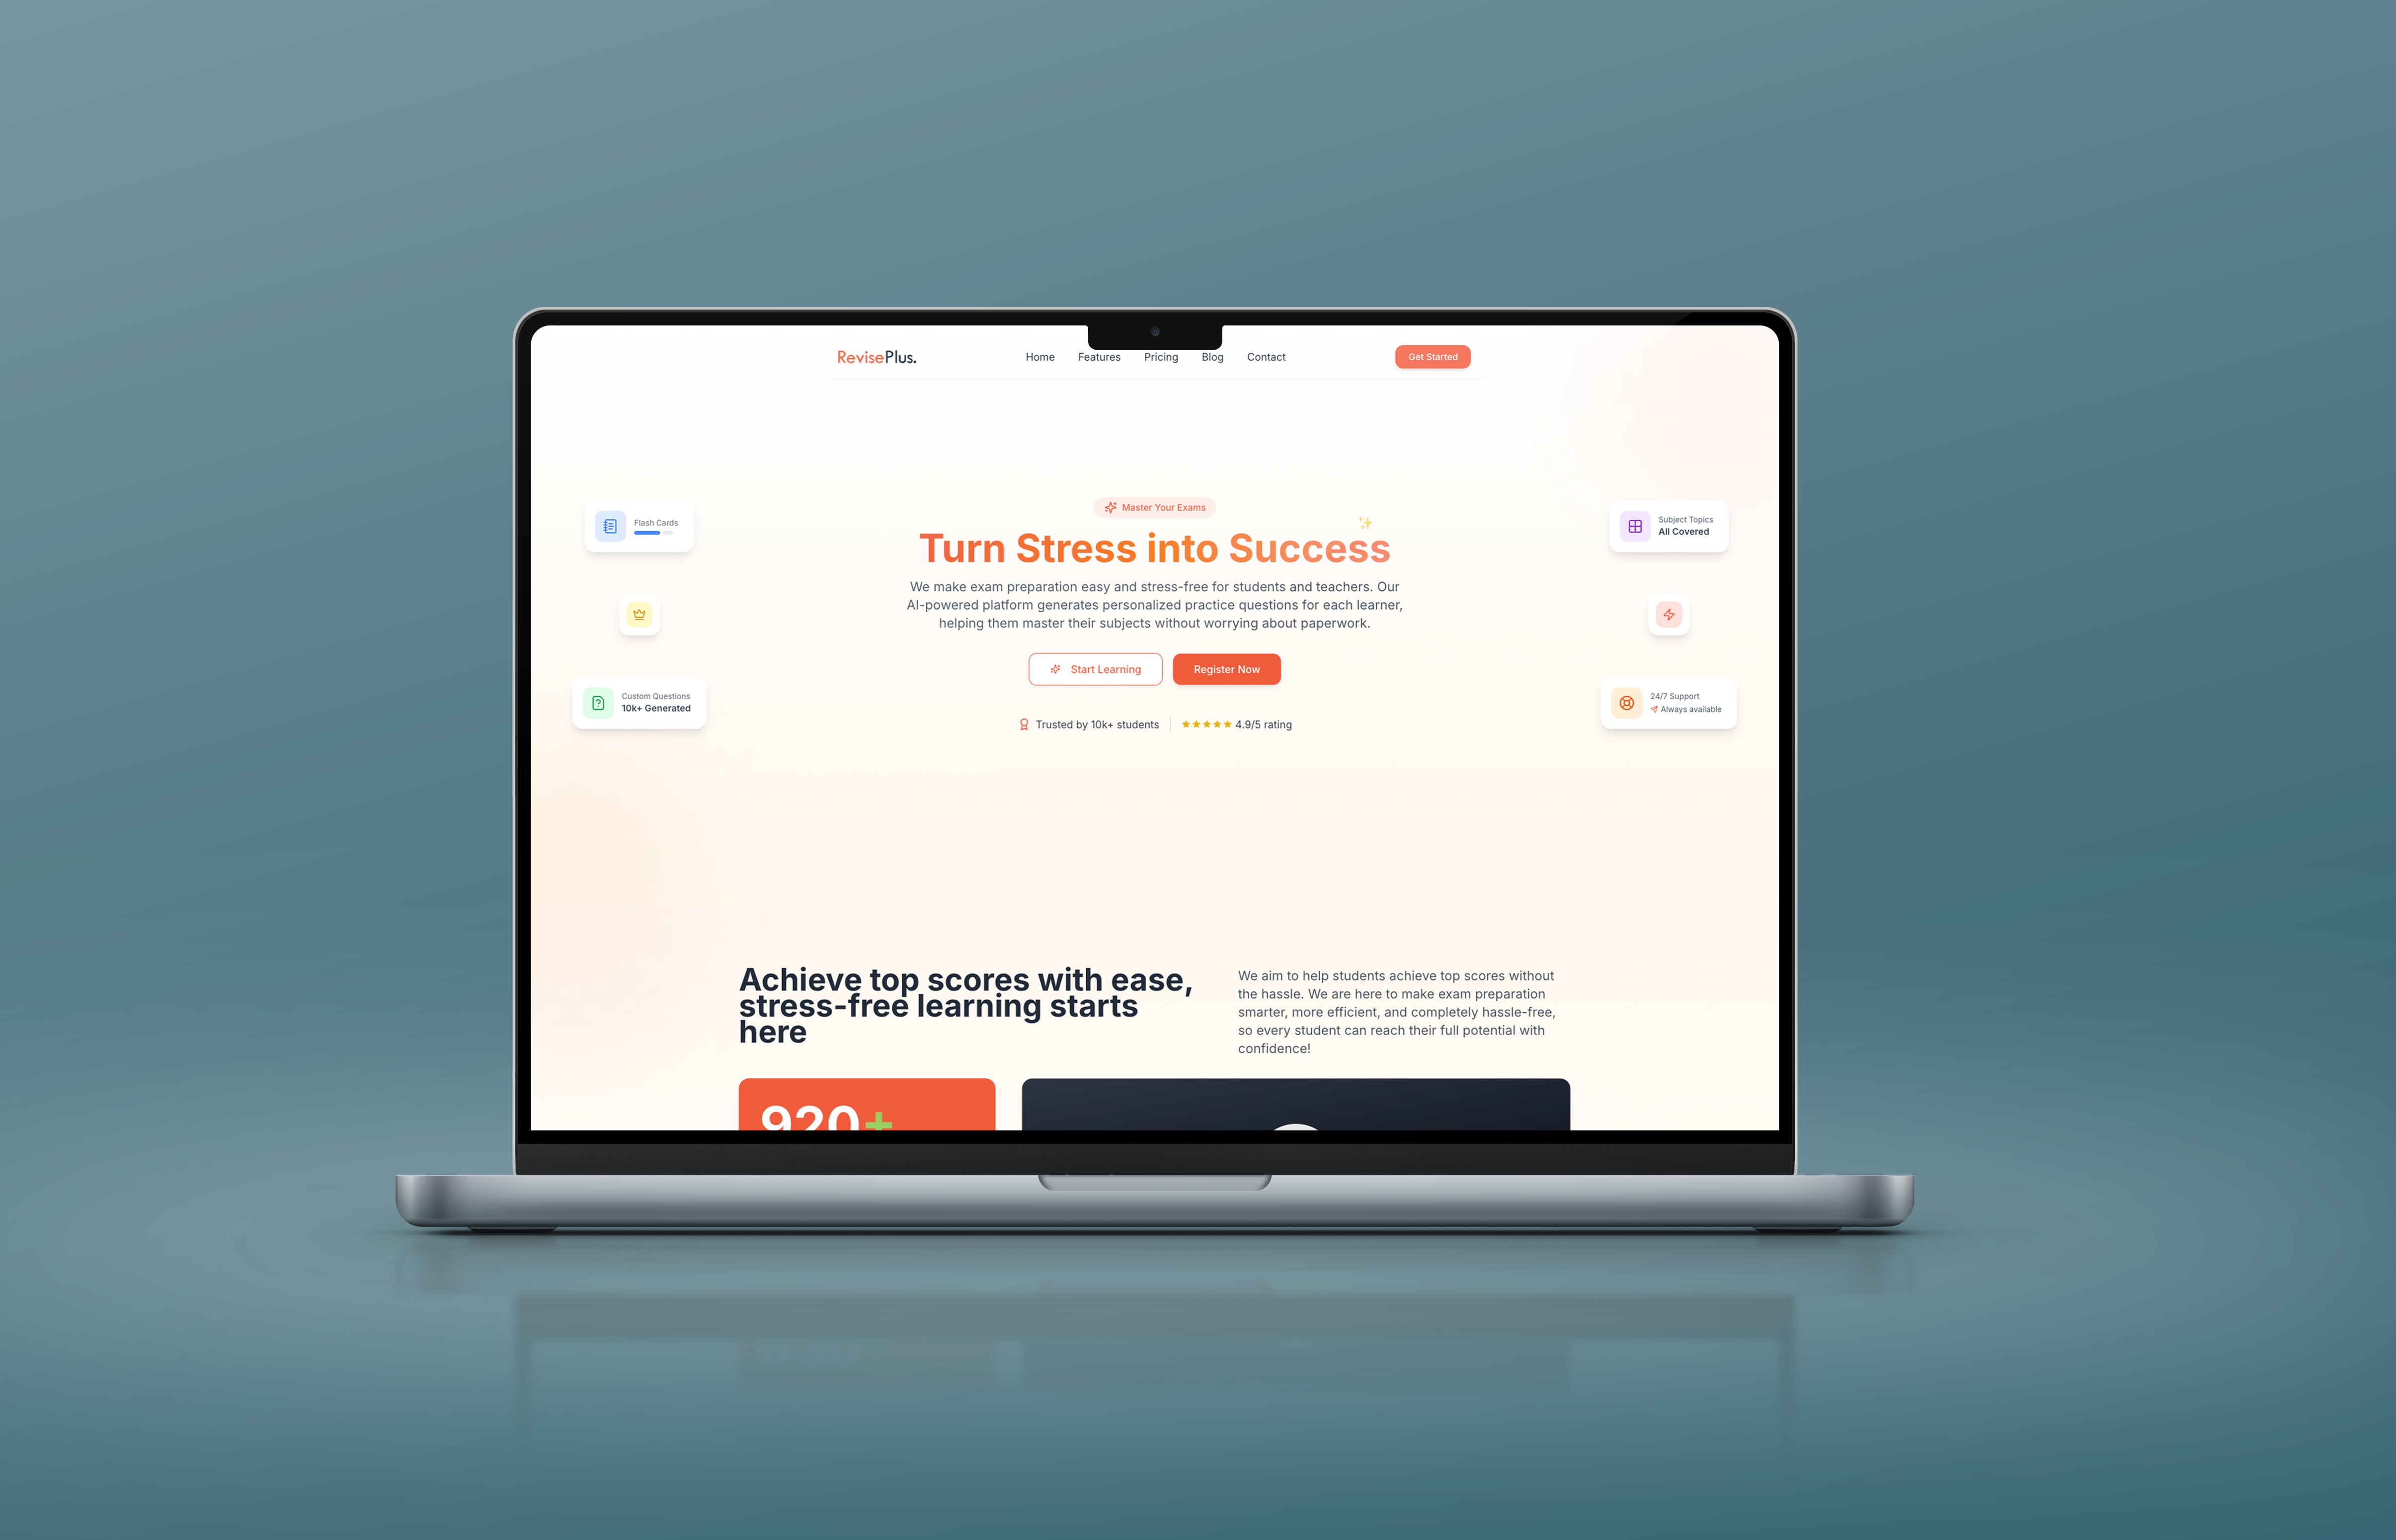 RevisePlus.
Home Features Pricing Blog Contact
Get Started
Master Your Exams
Turn Stress into Success
We make exam preparation easy and stress-free for students and teachers. Our
AI-powered platform generates personalized practice questions for each learner,
helping them master their subjects without worrying about paperwork.
Start Learning
Register Now
Trusted by 10k+ students
4.9/5 rating
Flash Cards
Custom Questions
10k+ Generated
Subject Topics
All Covered
24/7 Support
Always available
Achieve top scores with ease,
stress-free learning starts
here
We aim to help students achieve top scores without
the hassle. We are here to make exam preparation
smarter, more efficient, and completely hassle-free,
so every student can reach their full potential with
confidence!
920+